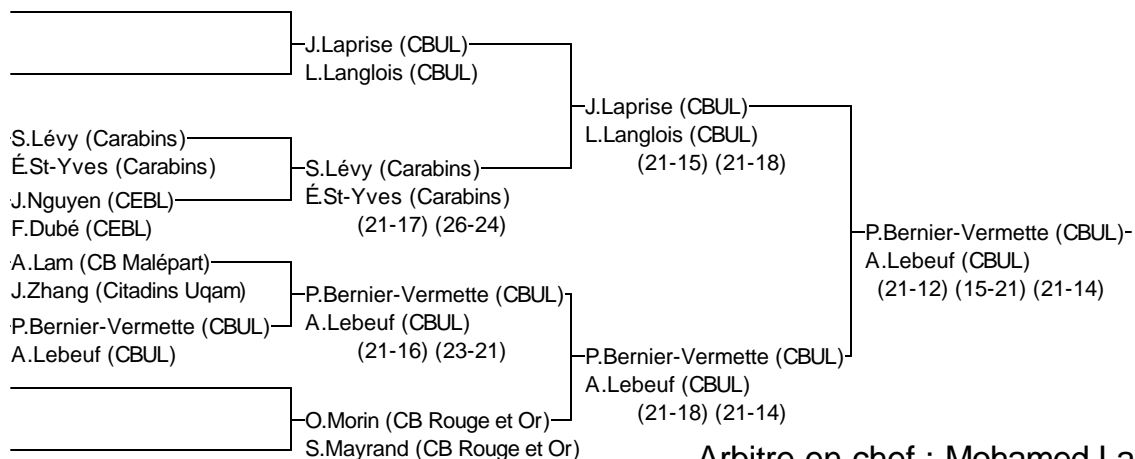 J.Laprise (CBUL)
L.Langlois (CBUL)
J.Laprise (CBUL)
L.Langlois (CBUL)
(21-15) (21-18)
S.Lévy (Carabins)
É.St-Yves (Carabins)
S.Lévy (Carabins)
É.St-Yves (Carabins)
(21-17) (26-24)
J.Nguyen (CEBL)
F.Dubé (CEBL)
P.Bernier-Vermette (CBUL)
A.Lebeuf (CBUL)
(21-12) (15-21) (21-14)
A.Lam (CB Malépart)
J.Zhang (Citadins Uqam)
P.Bernier-Vermette (CBUL)
A.Lebeuf (CBUL)
(21-16) (23-21)
P.Bernier-Vermette (CBUL)
A.Lebeuf (CBUL)
P.Bernier-Vermette (CBUL)
A.Lebeuf (CBUL)
(21-18) (21-14)
O.Morin (CB Rouge et Or)
S.Mayrand (CB Rouge et Or)
Arbitre en chef : Mohamed La